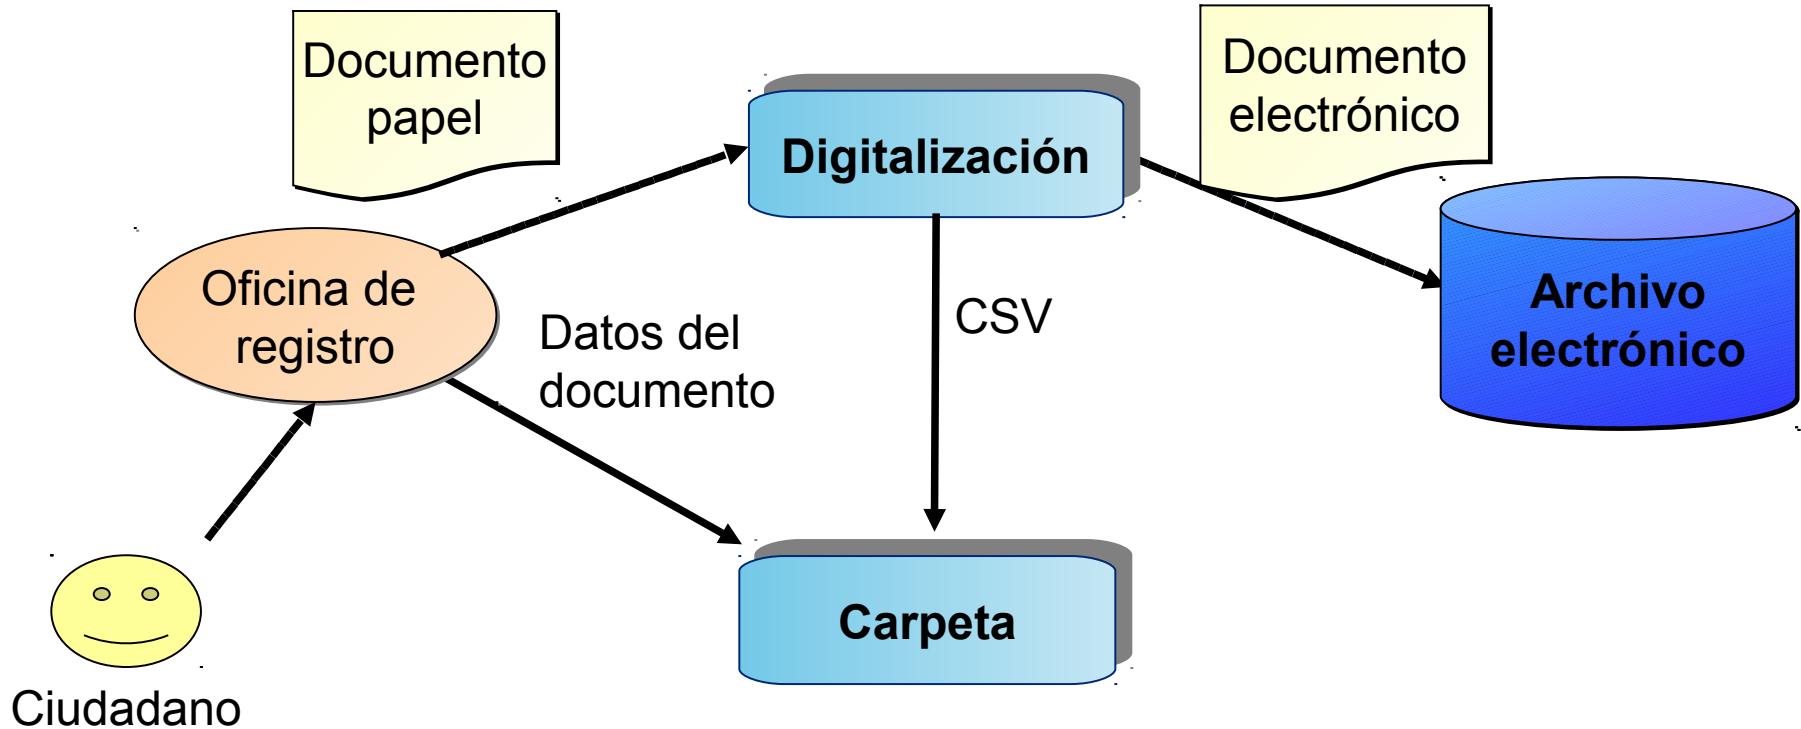 Documento
papel
Documento
electrónico
Digitalización
Oficina de
registro
Datos del
documento
CSV
Archivo
electrónico
Carpeta
Ciudadano